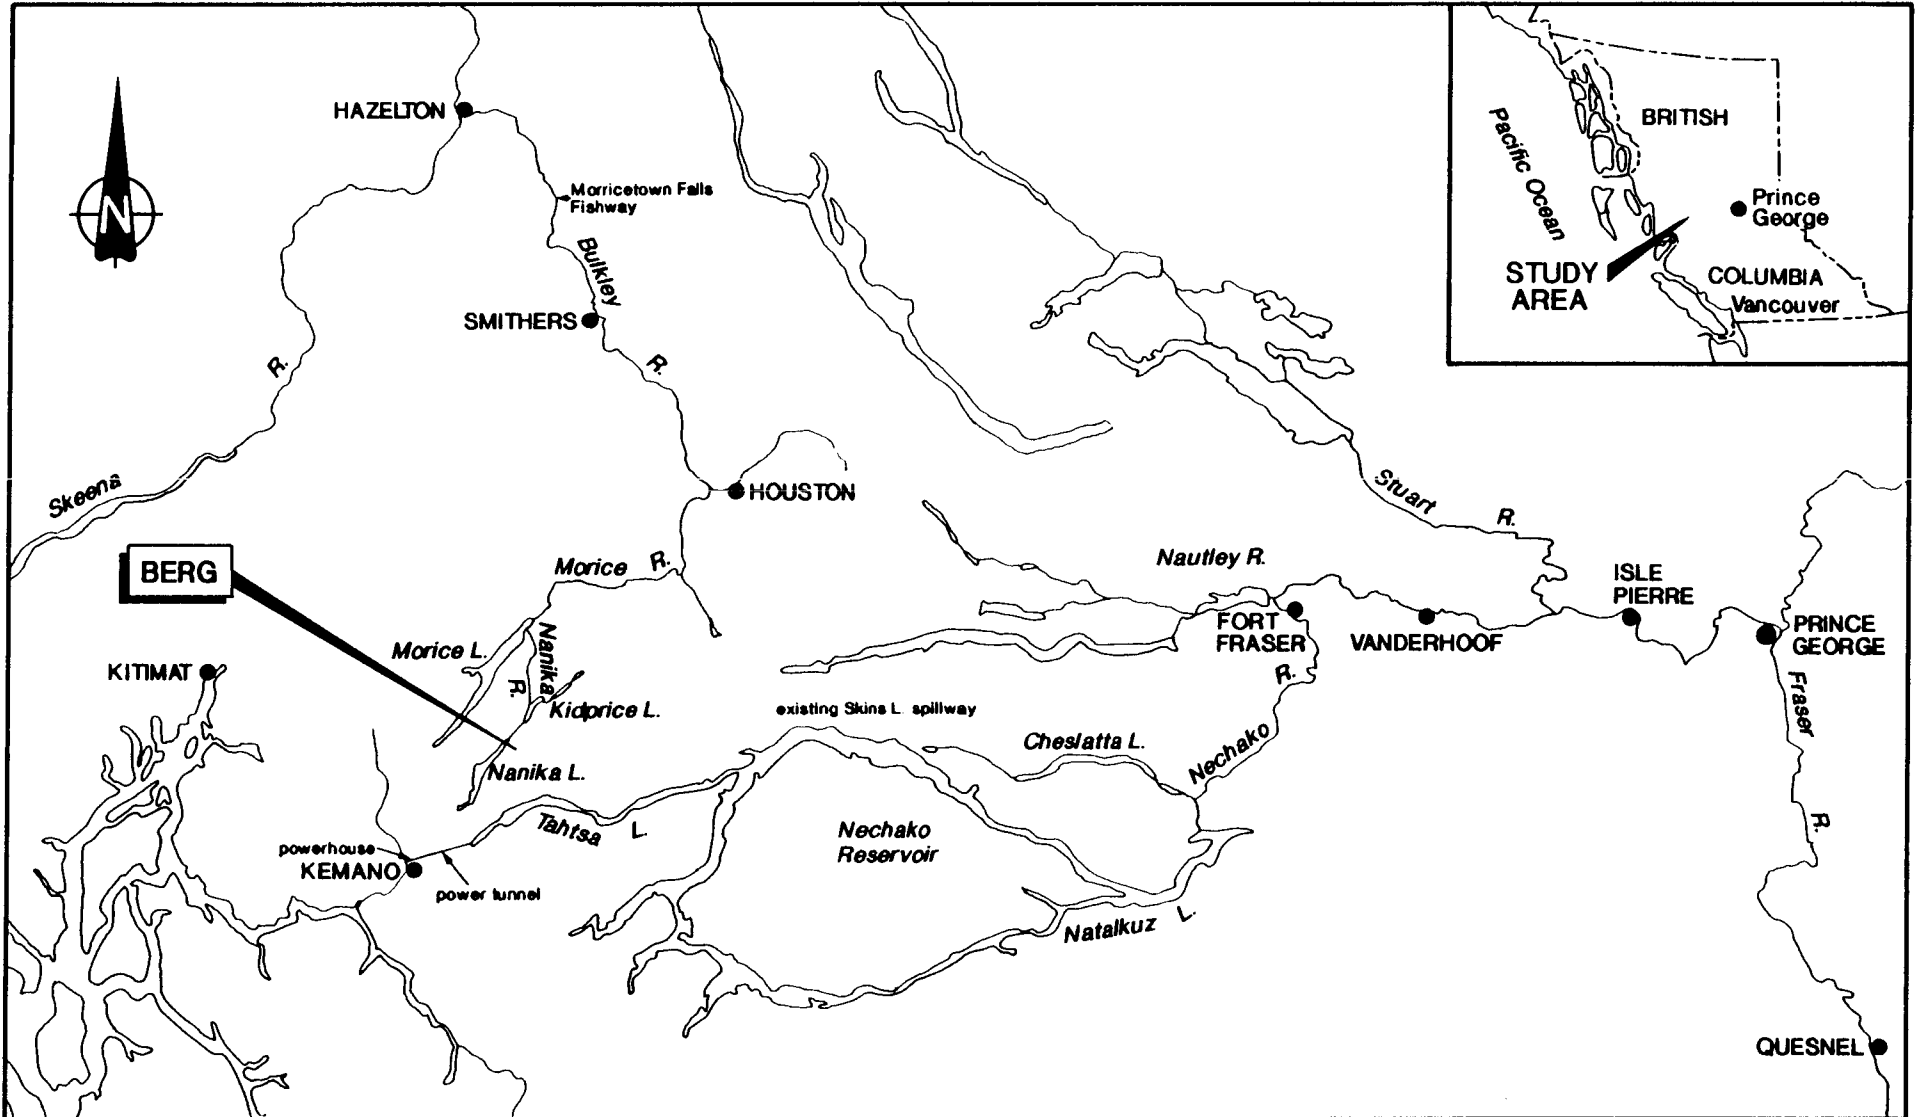 HAZELTON
N
Morricetown Falls
Fishway
Bulkley
R.
SMITHERS
R.
Skeena
HOUSTON
BERG
Morice R.
Morice L.
Nanika
R.
Kidprice L.
Nanika L.
KITIMAT
Tahtsa L.
powerhouse
KEMANO
power tunnel
existing Skins L. spillway
Nechako
Reservoir
Cheslatta L.
Nechako
R.
Natalkuz L.
Stuart R.
Nautley R.
FORT
FRASER
VANDERHOOF
ISLE
PIERRE
PRINCE
GEORGE
Fraser
R.
QUESNEL
Pacific Ocean
BRITISH
Prince
George
STUDY
AREA
COLUMBIA
Vancouver